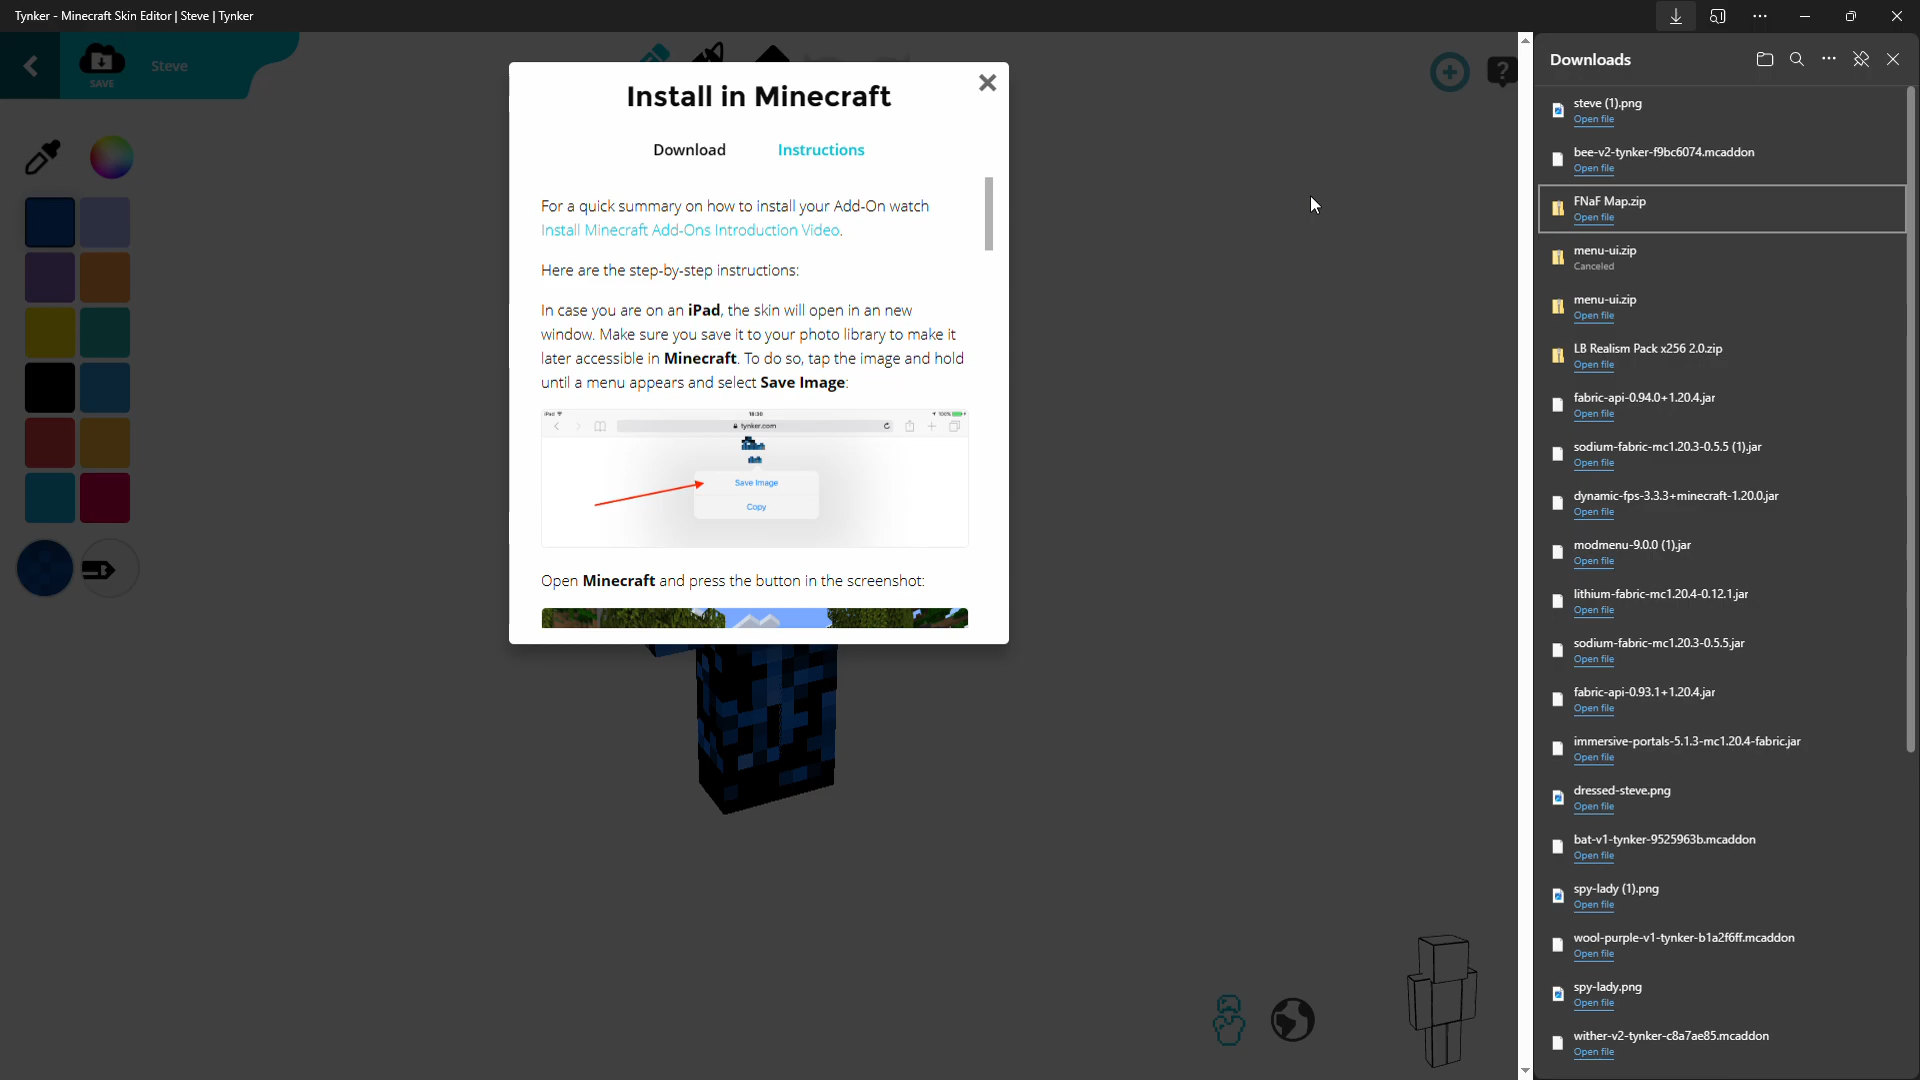 Tynker - Minecraft Skin Editor | Steve | Tynker
SAVE
Steve
Install in Minecraft
Download
Instructions
For a quick summary on how to install your Add-On watch
Install Minecraft Add-Ons Introduction Video.
Here are the step-by-step instructions:
In case you are on an iPad, the skin will open in an new
window. Make sure you save it to your photo library to make it
later accessible in Minecraft. To do so, tap the image and hold
until a menu appears and select Save Image:
iPad
18:36
100%
tynker.com
Save Image
Copy
Open Minecraft and press the button in the screenshot:
?
Downloads
steve (1).png
Open file
bee-v2-tynker-f9bc6074.mcaddon
Open file
FNaF Map.zip
Open file
menu-ui.zip
Canceled
menu-ui.zip
Open file
LB Realism Pack x256 2.0.zip
Open file
fabric-api-0.94.0+1.20.4.jar
Open file
sodium-fabric-mc1.20.3-0.5.5 (1).jar
Open file
dynamic-fps-3.3.3+minecraft-1.20.0.jar
Open file
modmenu-9.0.0 (1).jar
Open file
lithium-fabric-mc1.20.4-0.12.1.jar
Open file
sodium-fabric-mc1.20.3-0.5.5.jar
Open file
fabric-api-0.93.1+1.20.4.jar
Open file
immersive-portals-5.1.3-mc1.20.4-fabric.jar
Open file
dressed-steve.png
Open file
bat-v1-tynker-9525963b.mcaddon
Open file
spy-lady (1).png
Open file
wool-purple-v1-tynker-b1a2f6ff.mcaddon
Open file
spy-lady.png
Open file
wither-v2-tynker-c8a7ae85.mcaddon
Open file